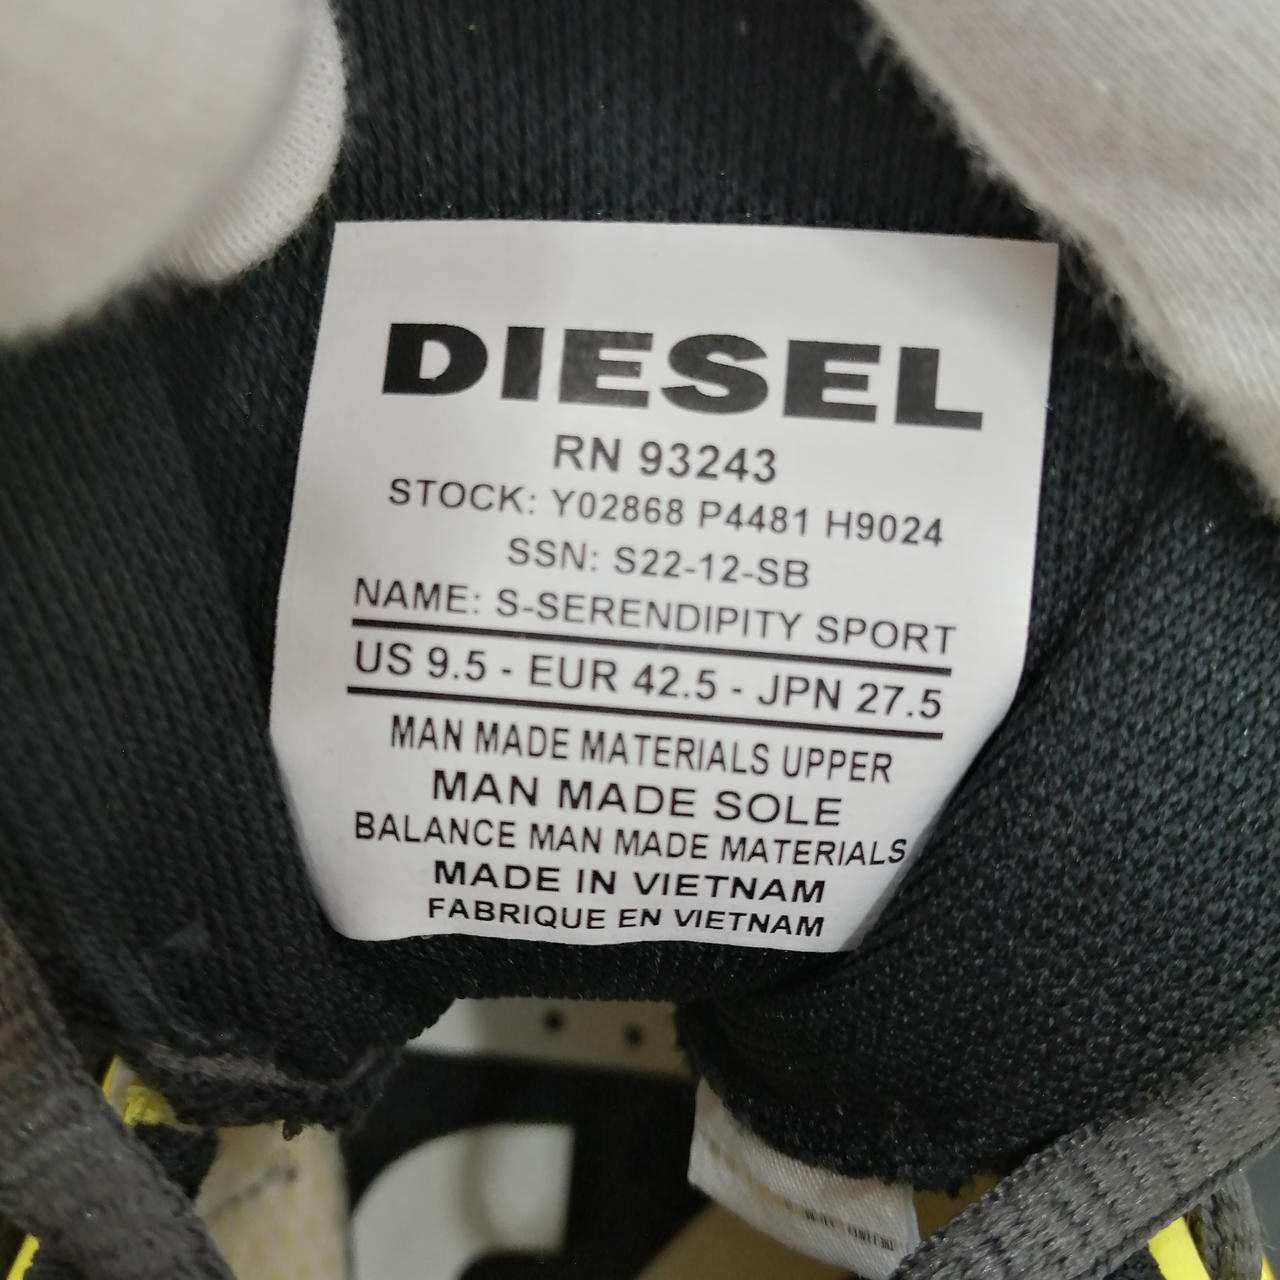 DIESEL
RN 93243
STOCK: Y02868 P4481 H9024
SSN: S22-12-SB
NAME: S-SERENDIPITY SPORT
US 9.5 - EUR 42.5 - JPN 27.5
MAN MADE MATERIALS UPPER
MAN MADE SOLE
BALANCE MAN MADE MATERIALS
MADE IN VIETNAM
FABRIQUE EN VIETNAM